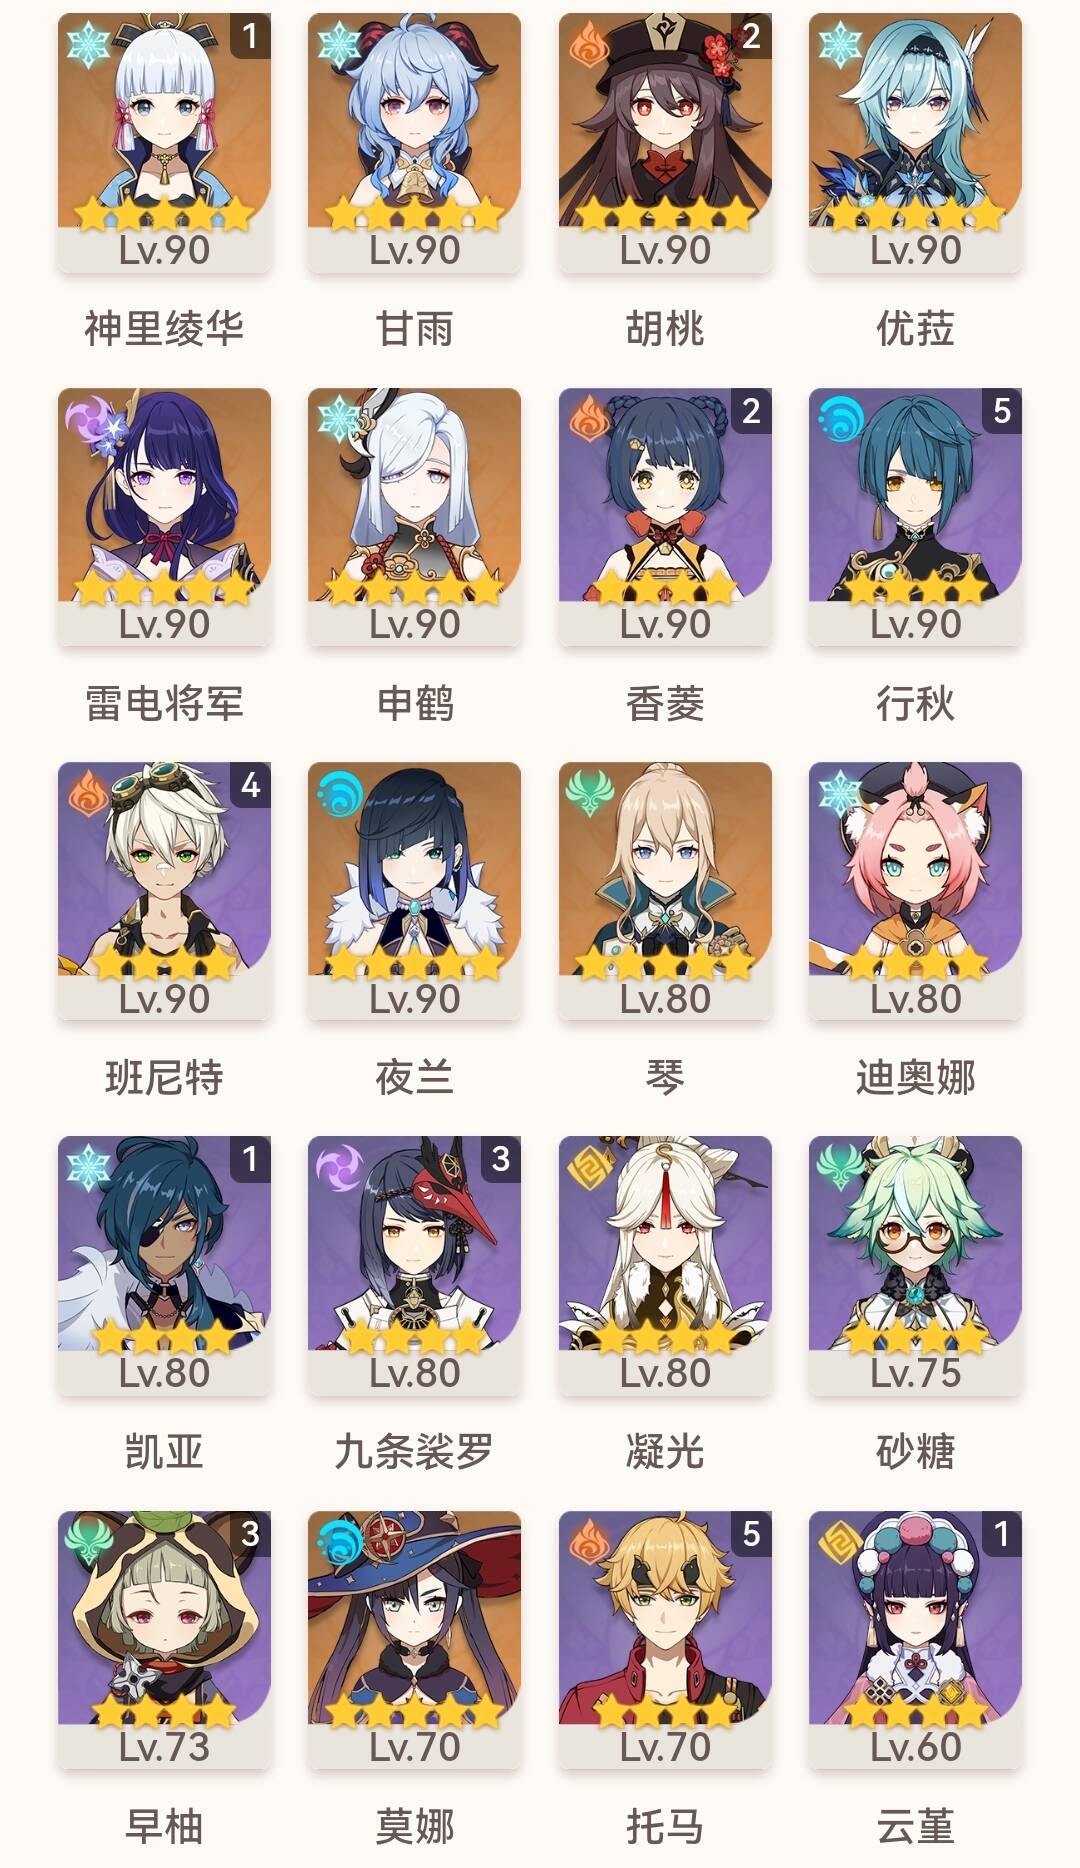 1 2
Lv.90 Lv.90 Lv.90 Lv.90
神里绫华 甘雨 胡桃 优菈
2 5
Lv.90 Lv.90 Lv.90 Lv.90
雷电将军 申鹤 香菱 行秋
4
Lv.90 Lv.90 Lv.80 Lv.80
班尼特 夜兰 琴 迪奥娜
1 3
Lv.80 Lv.80 Lv.80 Lv.75
凯亚 九条裟罗 凝光 砂糖
3 5 1
Lv.73 Lv.70 Lv.70 Lv.60
早柚 莫娜 托马 云堇